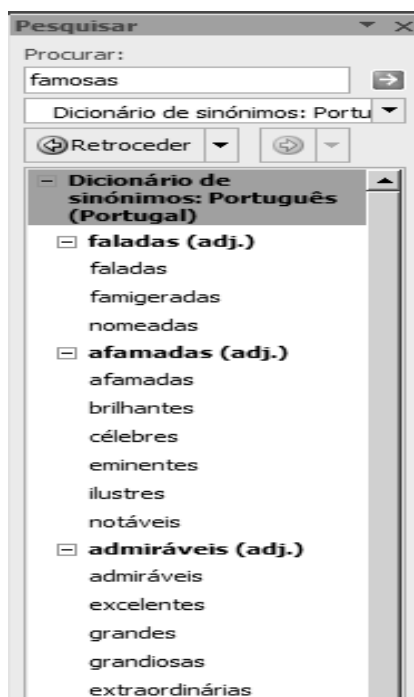 Pesquisar
Procurar:
famosas
Dicionário de sinónimos: Portu
Retroceder
Dicionário de
sinónimos: Português
(Portugal)
faladas (adj.)
faladas
famigeradas
nomeadas
afamadas (adj.)
afamadas
brilhantes
célebres
eminentes
ilustres
notáveis
admiráveis (adj.)
admiráveis
excelentes
grandes
grandiosas
extraordinárias